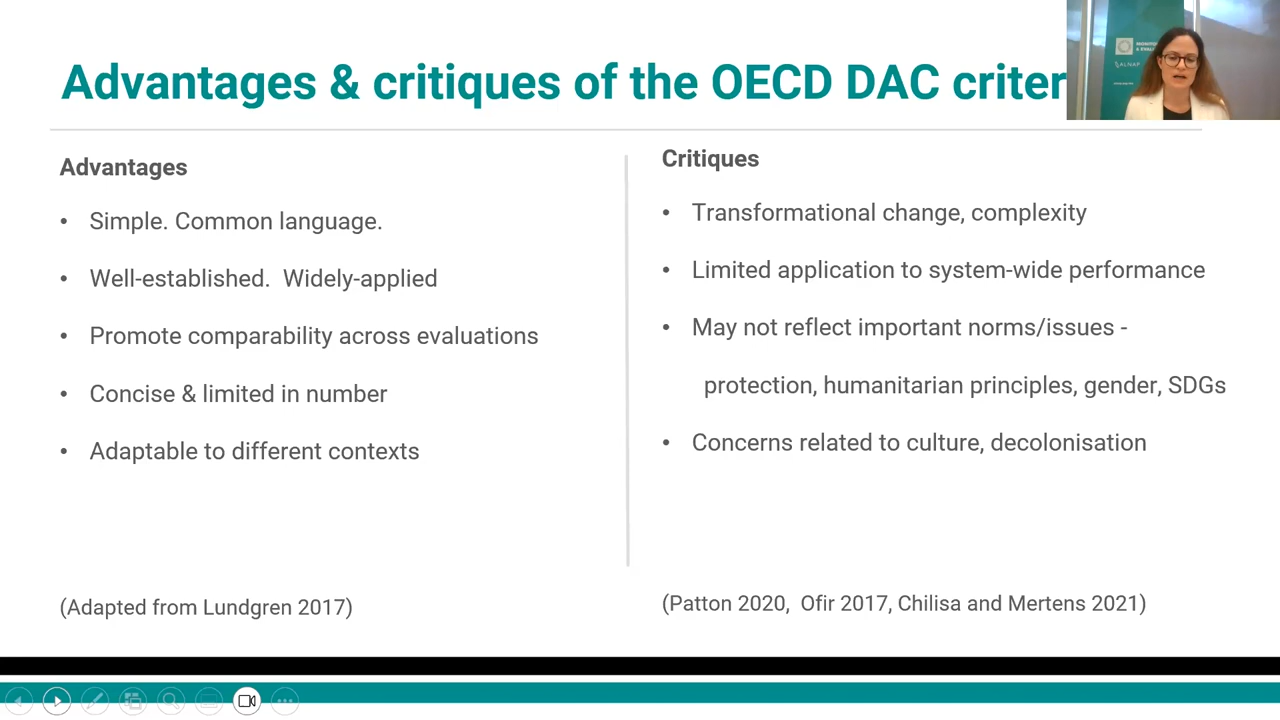 Advantages & critiques of the OECD DAC criter
Advantages
• Simple. Common language.
• Well-established.  Widely-applied
• Promote comparability across evaluations
• Concise & limited in number
• Adaptable to different contexts
(Adapted from Lundgren 2017)
Critiques
• Transformational change, complexity
• Limited application to system-wide performance
• May not reflect important norms/issues -
protection, humanitarian principles, gender, SDGs
• Concerns related to culture, decolonisation
(Patton 2020,  Ofir 2017, Chilisa and Mertens 2021)
ALNAP